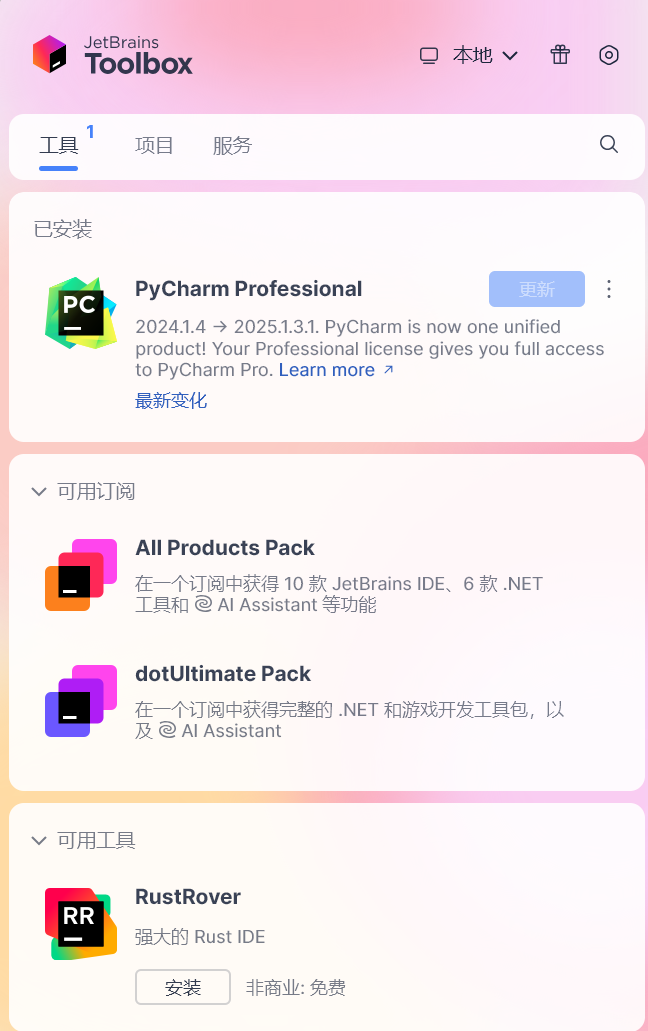 JetBrains
Toolbox
本地
工具 1
项目
服务
已安装
PC
PyCharm Professional
更新
2024.1.4 → 2025.1.3.1. PyCharm is now one unified
product! Your Professional license gives you full access
to PyCharm Pro. Learn more ↗
最新变化
可用订阅
All Products Pack
在一个订阅中获得 10 款 JetBrains IDE、6 款 .NET
工具和 AI Assistant 等功能
dotUltimate Pack
在一个订阅中获得完整的 .NET 和游戏开发工具包，以
及 AI Assistant
可用工具
RR
RustRover
强大的 Rust IDE
安装
非商业: 免费